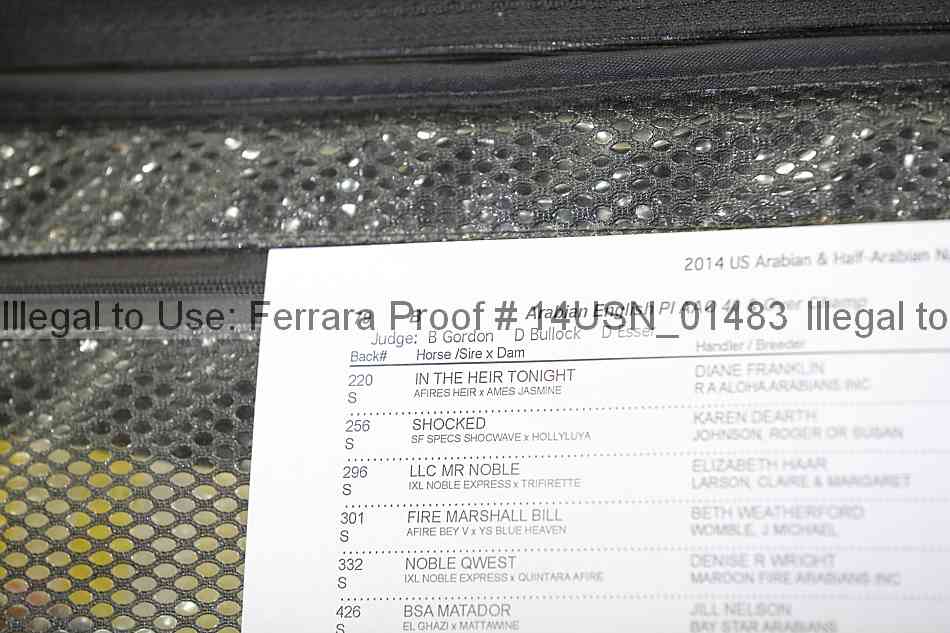 2014 US Arabian & Half-Arabian
Illegal to Use: Ferrara Proof # 14USN_01483 Illegal to
Arabian English Pl AAO
Judge: B Gordon D Bullock D Esser
Back# Horse /Sire x Dam Handler / Breeder
220 IN THE HEIR TONIGHT DIANE FRANKLIN
S AFIRES HEIR x AMES JASMINE R A ALOHA ARABIANS INC
256 SHOCKED KAREN DEARTH
S SF SPECS SHOCWAVE x HOLLYLUYA JOHNSON, ROGER OR SUSAN
296 LLC MR NOBLE ELIZABETH HAAR
S IXL NOBLE EXPRESS x TRIFIRETTE LARSON, CLAIRE & MARGARET
301 FIRE MARSHALL BILL BETH WEATHERFORD
S AFIRE BEY V x YS BLUE HEAVEN WOMBLE, J MICHAEL
332 NOBLE QWEST DENISE R WRIGHT
S IXL NOBLE EXPRESS x QUINTARA AFIRE MAROON FIRE ARABIANS INC
426 BSA MATADOR JILL NELSON
S EL GHAZI x MATTAWINE BAY STAR ARABIANS